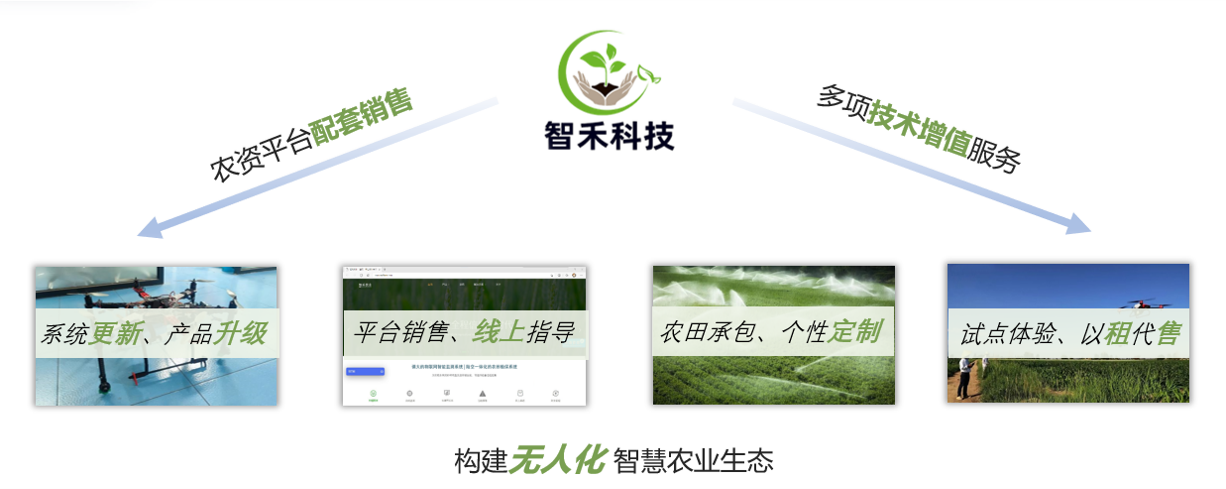 智禾科技
农资平台配套销售
多项技术增值服务
系统更新、产品升级
平台销售、线上指导
农田承包、个性定制
试点体验、以租代售
构建无人化 智慧农业生态